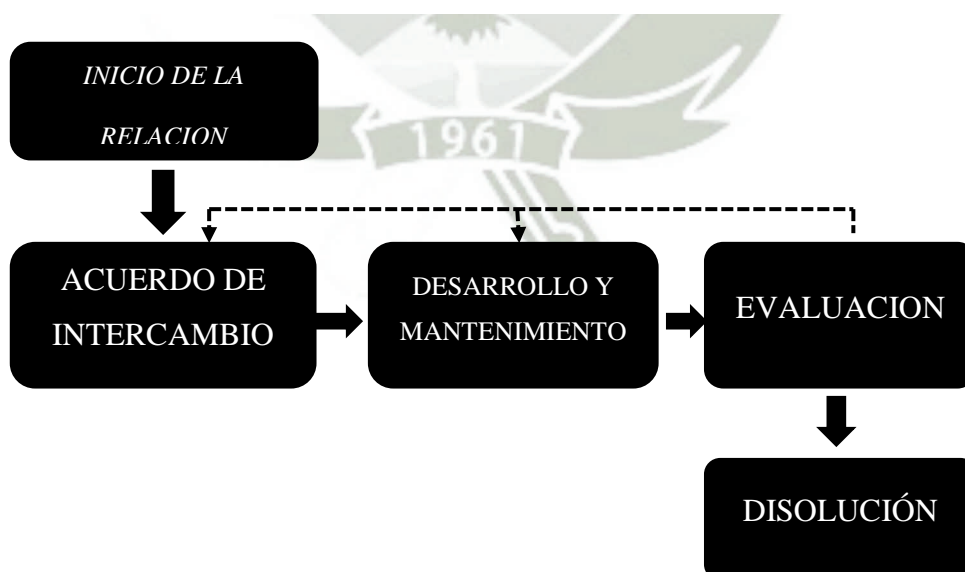 INICIO DE LA
RELACION
1961
ACUERDO DE
INTERCAMBIO
DESARROLLO Y
MANTENIMIENTO
EVALUACION
DISOLUCIÓN